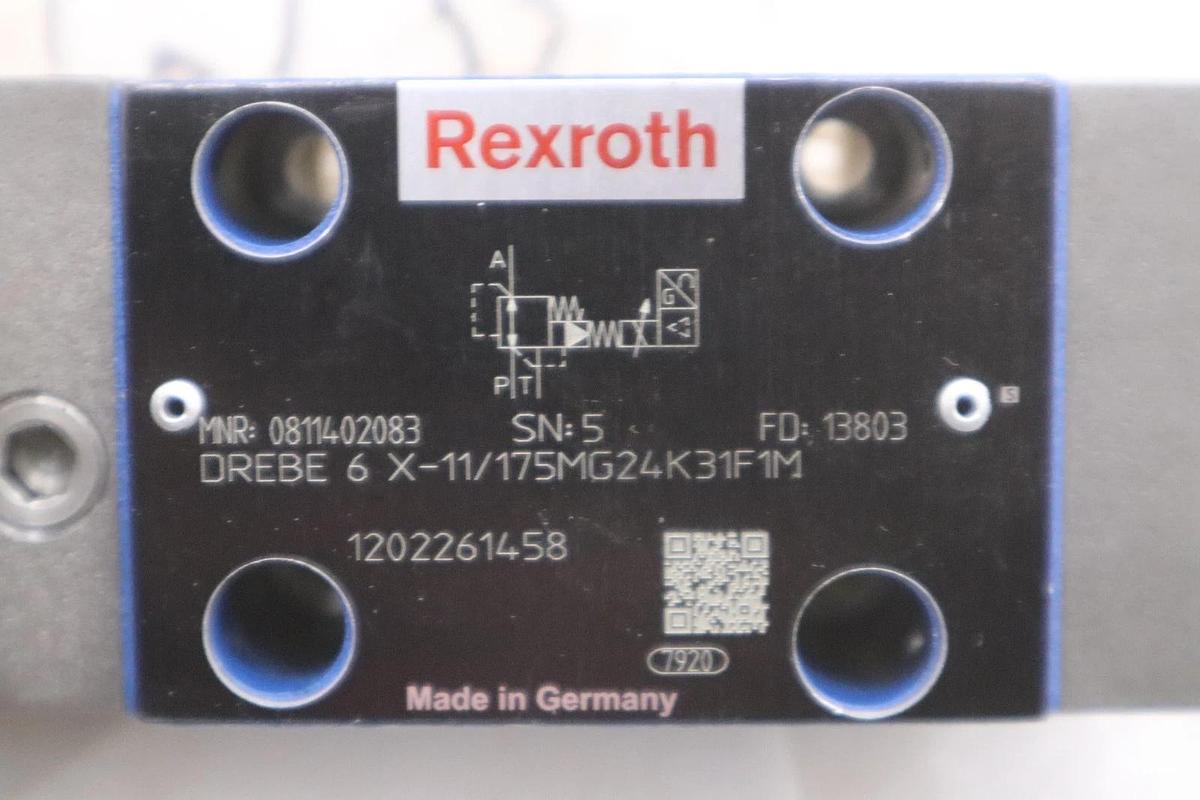 Rexroth
A
G
P T
MNR: 0811402083 SN: 5 FD: 13803
S
DREBE 6 X-11/175MG24K31F1M
1202261458
7920
Made in Germany